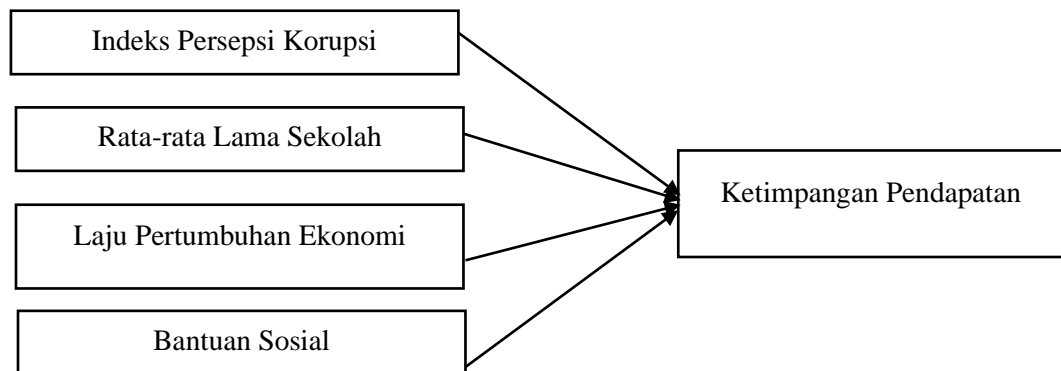 Indeks Persepsi Korupsi
Rata-rata Lama Sekolah
Ketimpangan Pendapatan
Laju Pertumbuhan Ekonomi
Bantuan Sosial